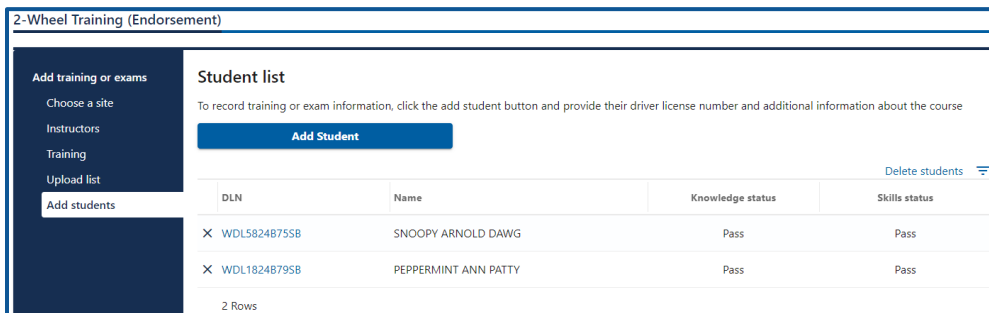 2-Wheel Training (Endorsement)
Add training or exams
Choose a site
Instructors
Training
Upload list
Add students
Student list
To record training or exam information, click the add student button and provide their driver license number and additional information about the course
Add Student
Delete students
DLN Name Knowledge status Skills status
WDL5824B75SB SNOOPY ARNOLD DAWG Pass Pass
WDL1824B79SB PEPPERMINT ANN PATTY Pass Pass
2 Rows